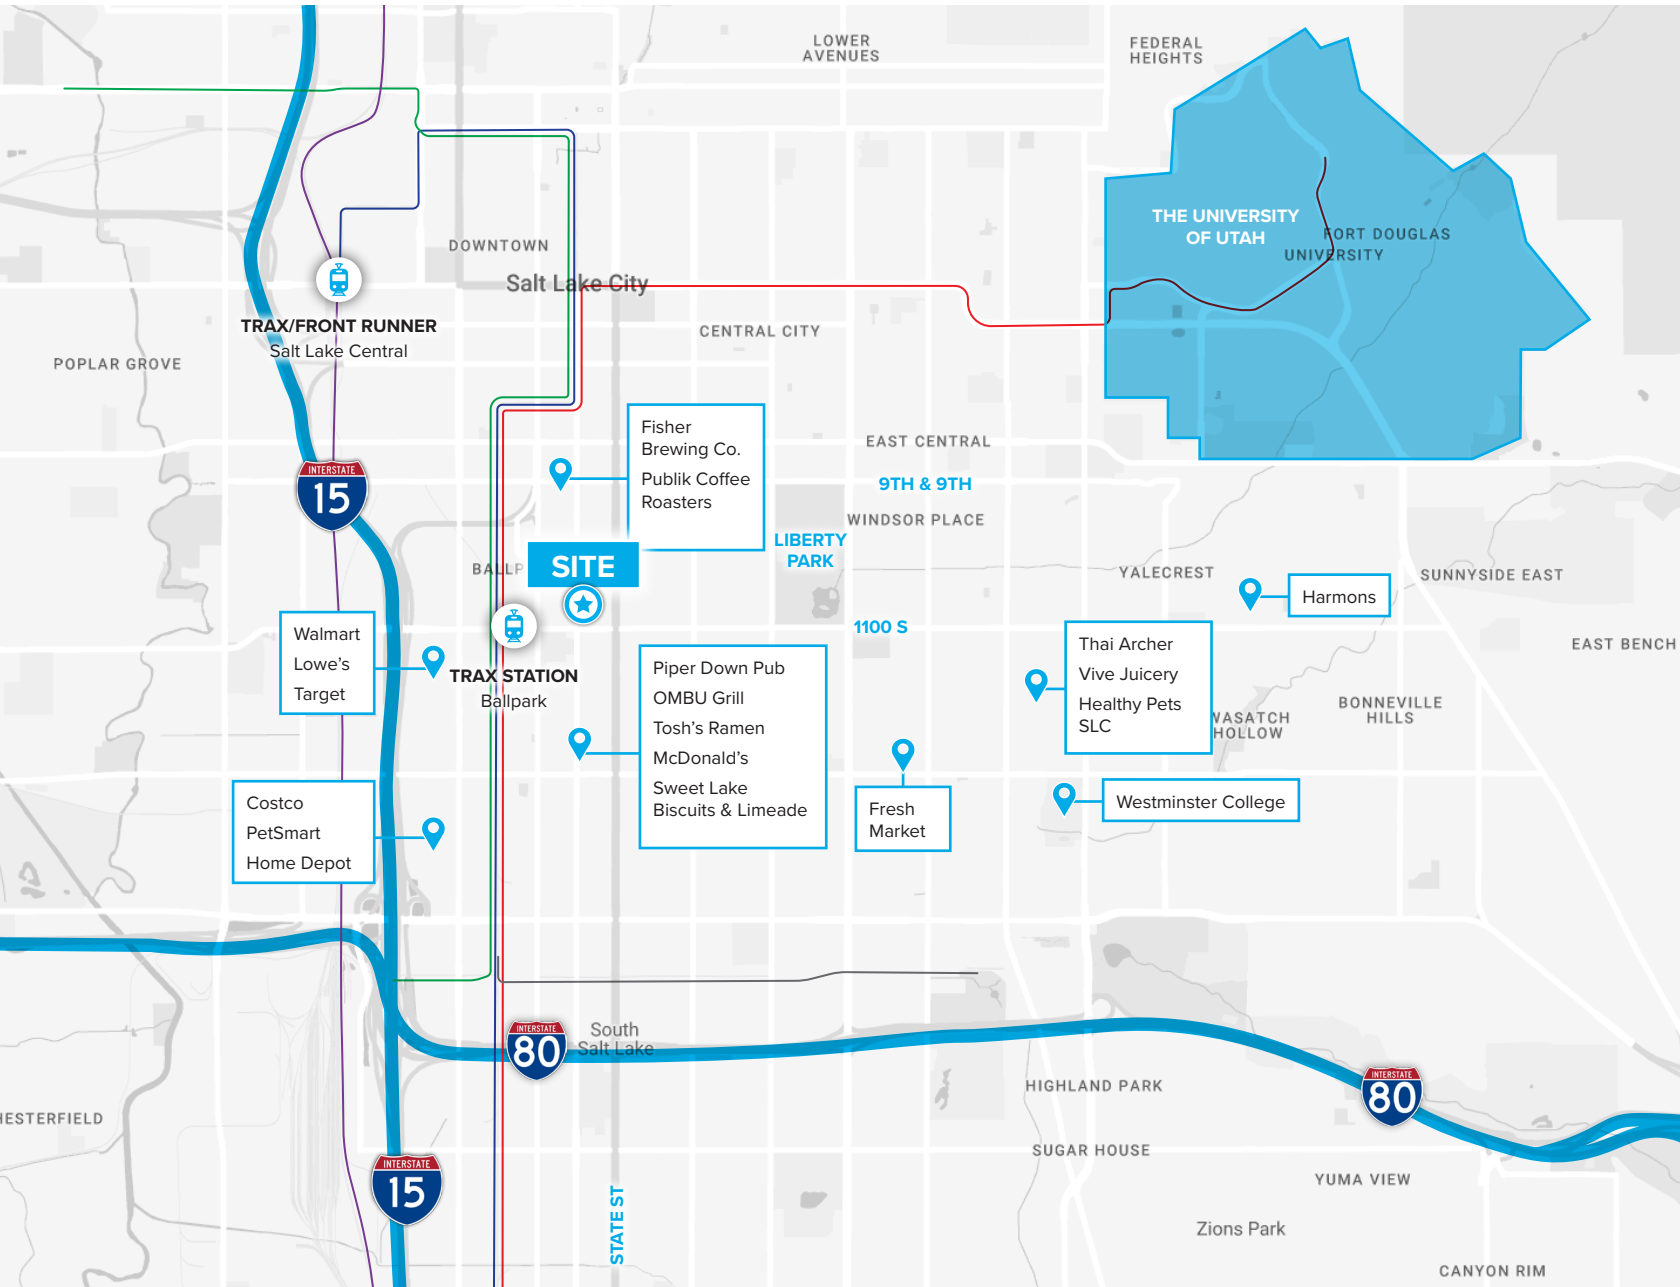 LOWER
AVENUES
FEDERAL
HEIGHTS
THE UNIVERSITY
OF UTAH
FORT DOUGLAS
UNIVERSITY
DOWNTOWN
Salt Lake City
TRAX/FRONT RUNNER
Salt Lake Central
CENTRAL CITY
POPLAR GROVE
Fisher
Brewing Co.
Publik Coffee
Roasters
EAST CENTRAL
9TH & 9TH
WINDSOR PLACE
INTERSTATE
15
LIBERTY
PARK
BALLP
SITE
YALECREST
SUNNYSIDE EAST
Harmons
1100 S
EAST BENCH
Walmart
Lowe's
Target
TRAX STATION
Ballpark
Piper Down Pub
OMBU Grill
Tosh's Ramen
McDonald's
Sweet Lake
Biscuits & Limeade
Thai Archer
Vive Juicery
Healthy Pets
SLC
WASATCH
HOLLOW
BONNEVILLE
HILLS
Costco
PetSmart
Home Depot
Fresh
Market
Westminster College
INTERSTATE
80
South
Salt Lake
HIGHLAND PARK
INTERSTATE
80
HESTERFIELD
SUGAR HOUSE
INTERSTATE
15
YUMA VIEW
STATE ST
Zions Park
CANYON RIM